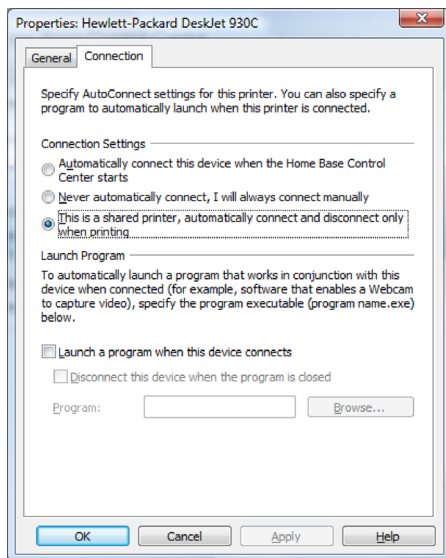 Properties: Hewlett-Packard DeskJet 930C
General
Connection
Specify AutoConnect settings for this printer. You can also specify a
program to automatically launch when this printer is connected.
Connection Settings
Automatically connect this device when the Home Base Control
Center starts
Never automatically connect, I will always connect manually
This is a shared printer, automatically connect and disconnect only
when printing
Launch Program
To automatically launch a program that works in conjunction with this
device when connected (for example, software that enables a Webcam
to capture video), specify the program executable (program name.exe)
below.
Launch a program when this device connects
Disconnect this device when the program is closed
Program:
Browse...
OK
Cancel
Apply
Help